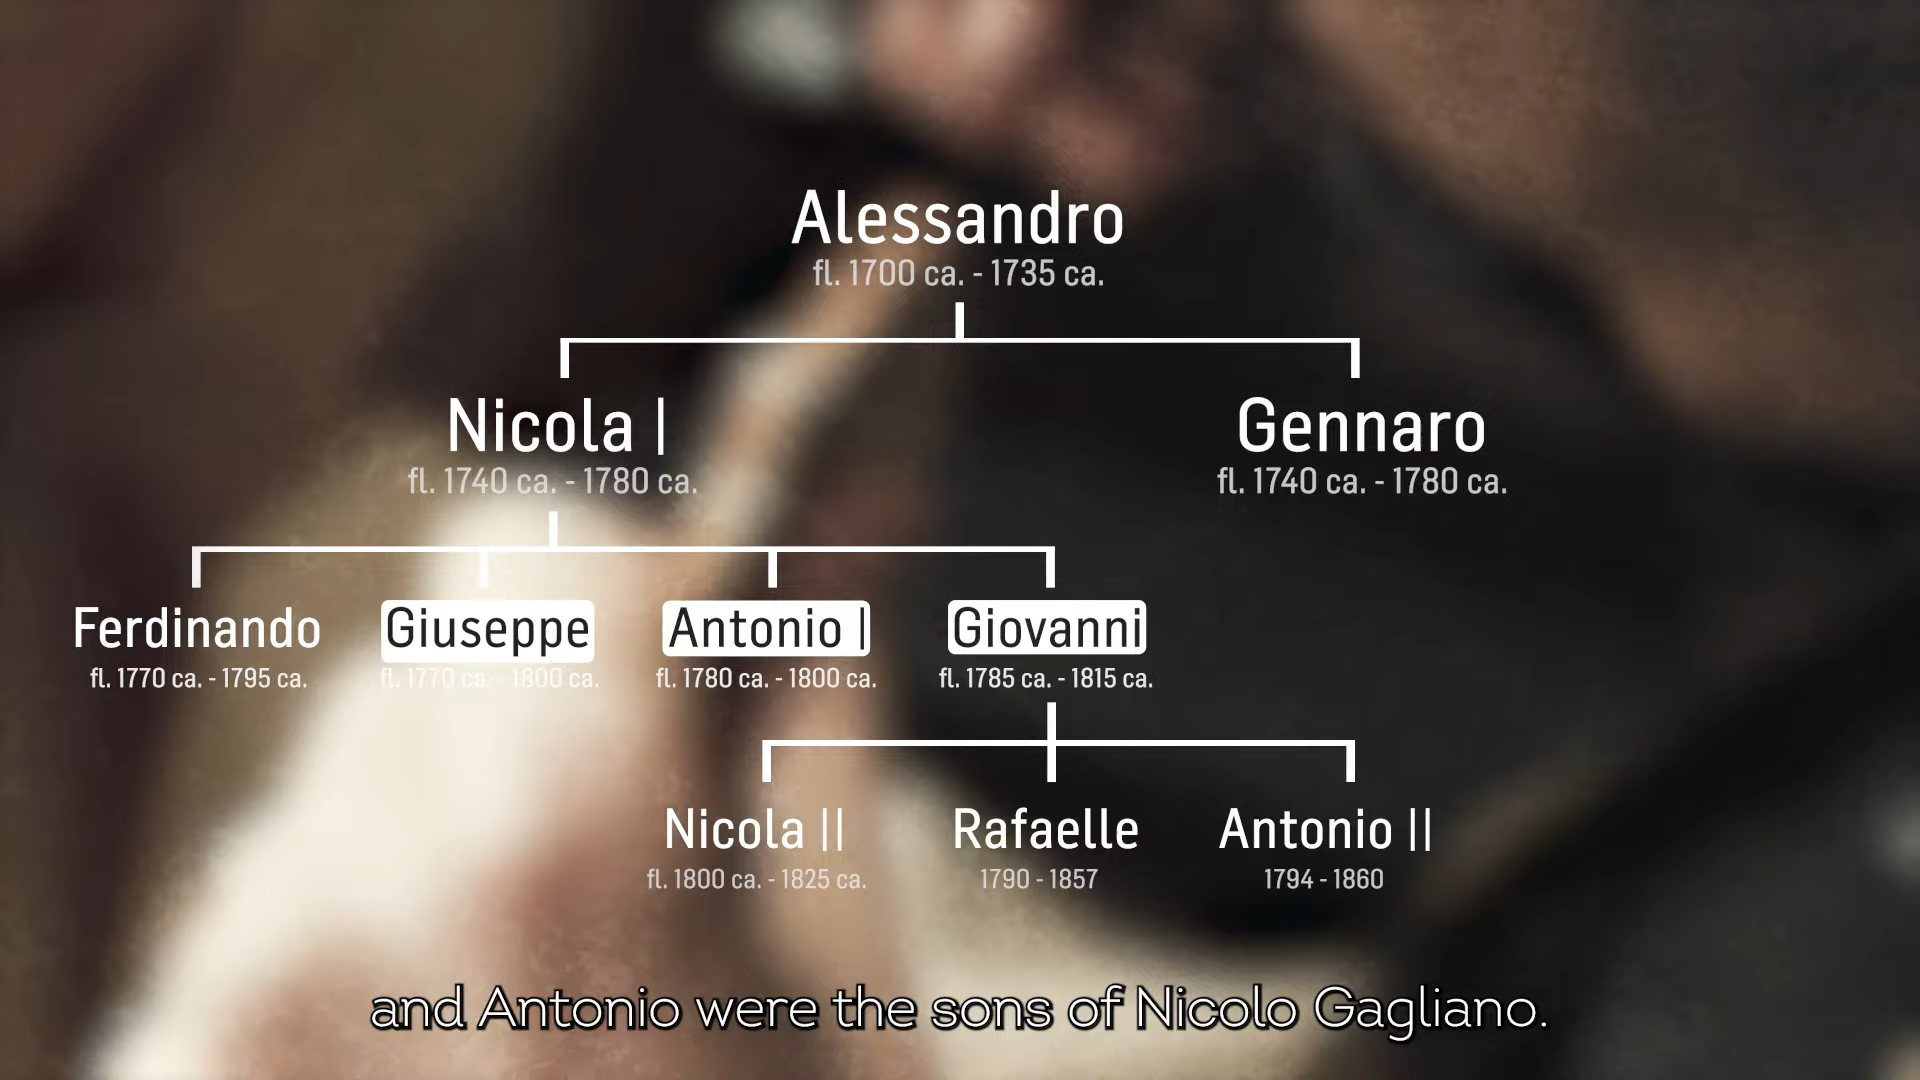 Alessandro
fl. 1700 ca. - 1735 ca.
Nicola | Gennaro
fl. 1740 ca. - 1780 ca. fl. 1740 ca. - 1780 ca.
Ferdinando Giuseppe Antonio | Giovanni
fl. 1770 ca. - 1795 ca. fl. 1770 ca. - 1800 ca. fl. 1780 ca. - 1800 ca. fl. 1785 ca. - 1815 ca.
Nicola || Rafaelle Antonio ||
fl. 1800 ca. - 1825 ca. 1790 - 1857 1794 - 1860
and Antonio were the sons of Nicolo Gagliano.